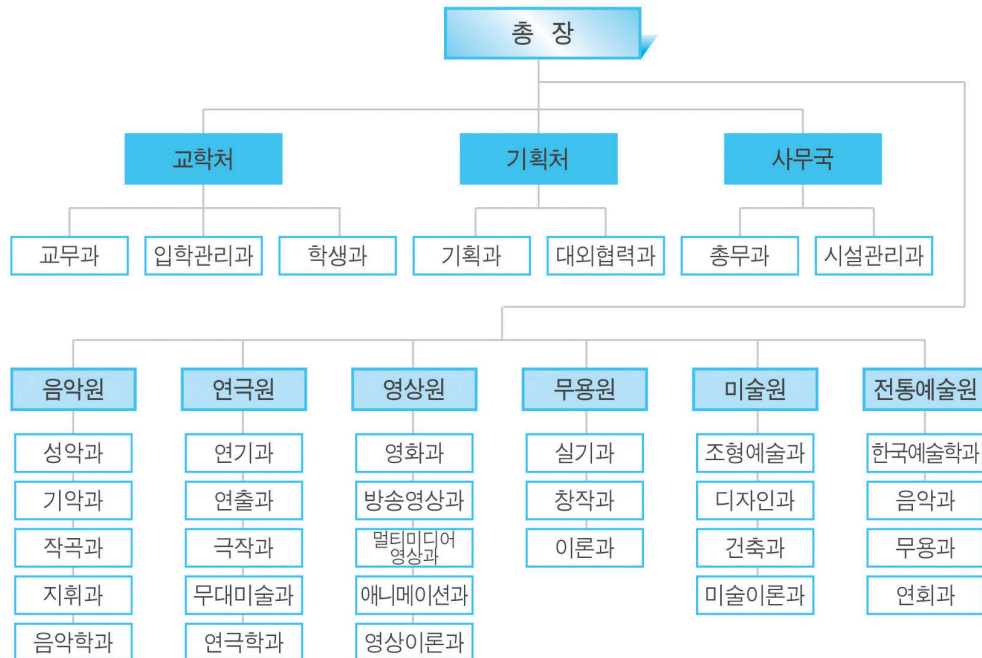 총 장
교학처 기획처 사무국
교무과 입학관리과 학생과 기획과 대외협력과 총무과 시설관리과
음악원 연극원 영상원 무용원 미술원 전통예술원
성악과 연기과 영화과 실기과 조형예술과 한국예술학과
기악과 연출과 방송영상과 창작과 디자인과 음악과
작곡과 극작과 멀티미디어 이론과 건축과 무용과
영상과
지휘과 무대미술과 애니메이션과 미술이론과 연희과
음악학과 연극학과 영상이론과